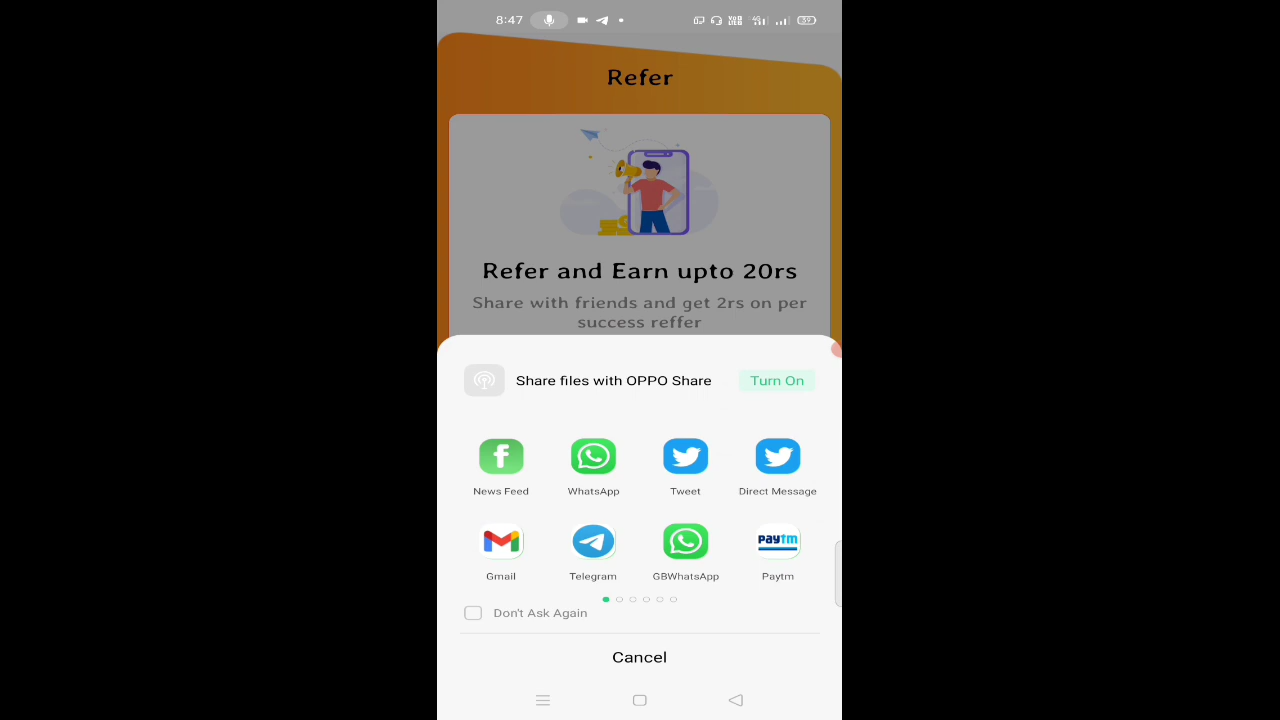 8:47
59
Refer
Refer and Earn upto 20rs
Share with friends and get 2rs on per
success reffer
Share files with OPPO Share
Turn On
News Feed
WhatsApp
Tweet
Direct Message
paytm
Gmail
Telegram
GBWhatsApp
Paytm
Don't Ask Again
Cancel